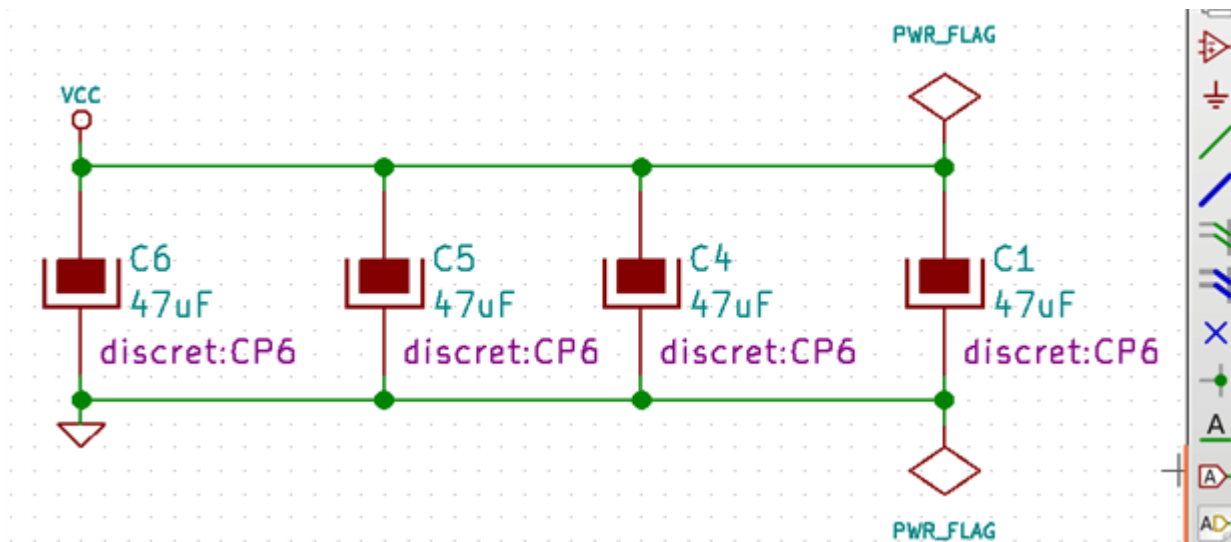 PWR_FLAG
VCC
C6
47uF
discret:CP6
C5
47uF
discret:CP6
C4
47uF
discret:CP6
C1
47uF
discret:CP6
PWR_FLAG
A
A
AD